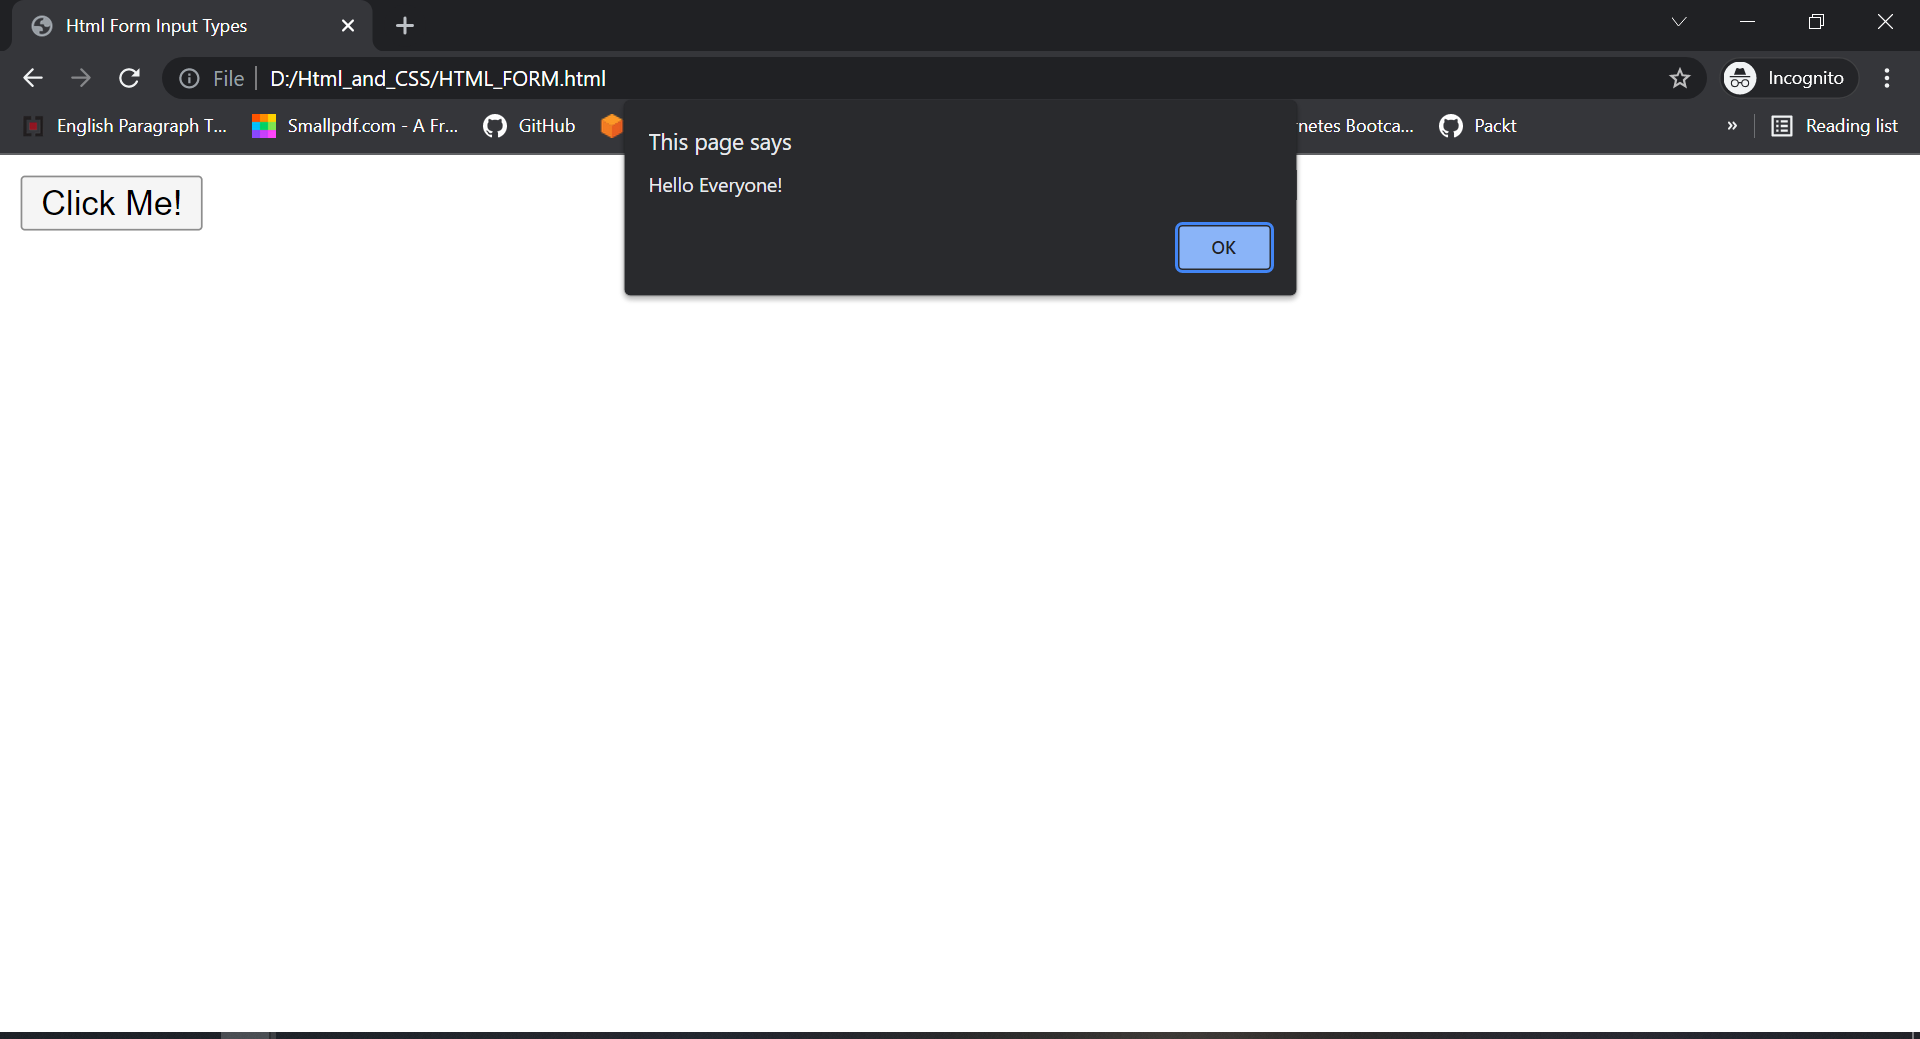 Html Form Input Types
File
D:/Html_and_CSS/HTML_FORM.html
Incognito
English Paragraph T...
Smallpdf.com - A Fr...
GitHub
netes Bootca...
Packt
»
Reading list
This page says
Hello Everyone!
OK
Click Me!